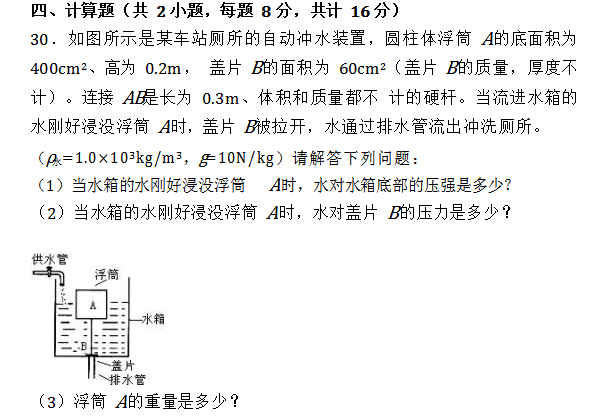 四、计算题(共 2 小题,每题 8 分,共计 16 分)
30.如图所示是某车站厕所的自动冲水装置,圆柱体浮筒 A的底面积为
400cm²、高为 0.2m, 盖片 B的面积为 60cm²(盖片 B的质量,厚度不
计)。连接 AB是长为 0.3m、体积和质量都不 计的硬杆。当流进水箱的
水刚好浸没浮筒 A时,盖片 B被拉开,水通过排水管流出冲洗厕所。
(ρ水=1.0×10³kg/m³,g=10N/kg)请解答下列问题:
(1)当水箱的水刚好浸没浮筒 A时,水对水箱底部的压强是多少?
(2)当水箱的水刚好浸没浮筒 A时,水对盖片 B的压力是多少?
供水管
浮筒
A
水箱
B
盖片
排水管
(3)浮筒 A的重量是多少?